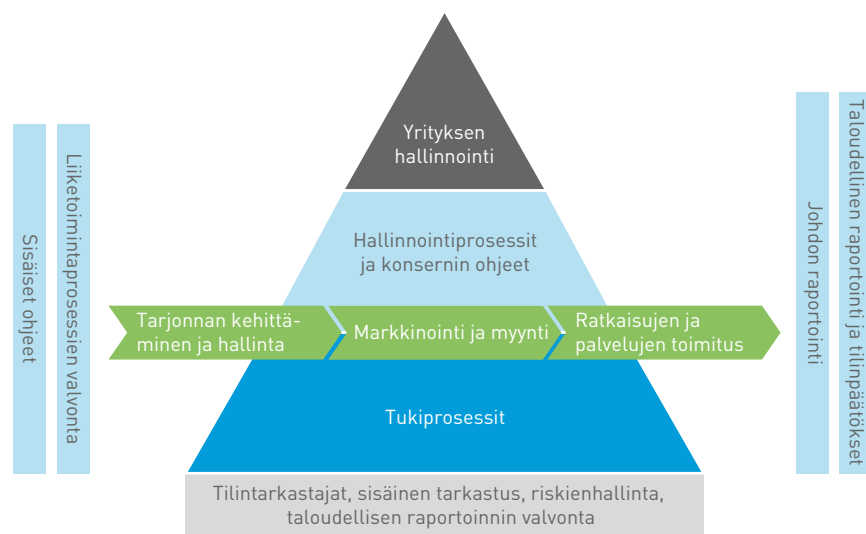 Sisäiset ohjeet
Liiketoimintaprosessien valvonta
Yrityksen
hallinnointi
Hallinnointiprosessit
ja konsernin ohjeet
Tarjonnan kehittä-
minen ja hallinta
Markkinointi ja myynti
Ratkaisujen ja
palvelujen toimitus
Tukiprosessit
Tilintarkastajat, sisäinen tarkastus, riskienhallinta,
taloudellisen raportoinnin valvonta
Johdon raportointi
Taloudellinen raportointi ja tilinpäätökset